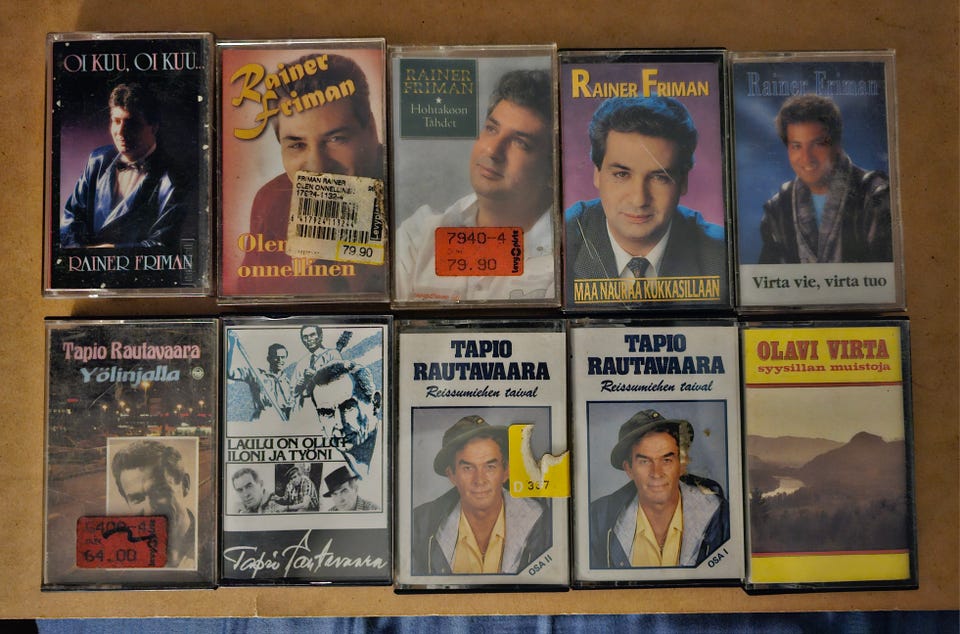 OI KUU, OI KUU...
RAINER FRIMAN
Rainer
Friman
FRIMAN RAINER
OLEN ONNELLINE
79.90
Olen
onnellinen
RAINER
FRIMAN
Hohtakoon
Tähdet
7940-4
79.90
RAINER FRIMAN
MAA NAURAA KUKKASILLAAN
Rainer Friman
Virta vie, virta tuo
Tapio Rautavaara
Yölinjalla
64.00
LAULU ON OLLUT
ILONI JA TYÖNI
Tapio Rautavaara
TAPIO
RAUTAVAARA
Reissumiehen taival
D 337
OSA II
TAPIO
RAUTAVAARA
Reissumiehen taival
OSA I
OLAVI VIRTA
syysillan muistoja